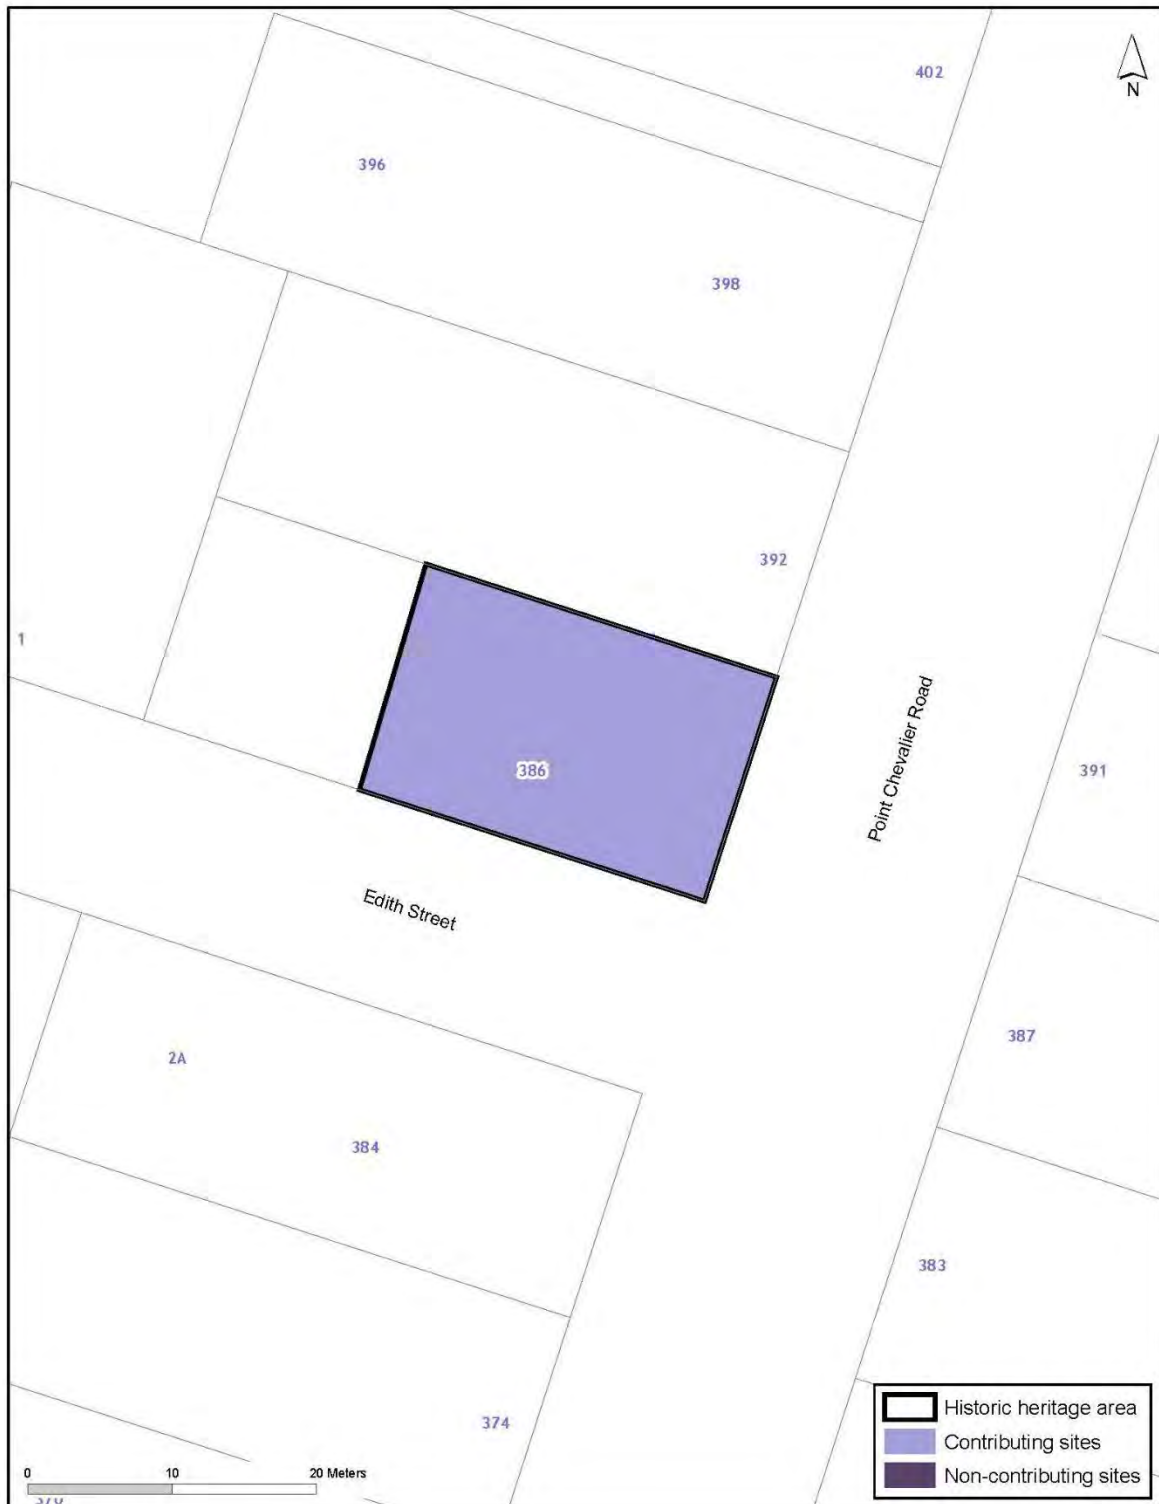 402
N
396
398
392
1
386
Point Chevalier Road
391
Edith Street
387
2A
384
383
374
Historic heritage area
Contributing sites
Non-contributing sites
0 10 20 Meters